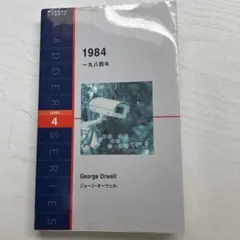 1984
一九八四年
LADDER SERIES
LEVEL
4
George Orwell
ジョージ・オーウェル